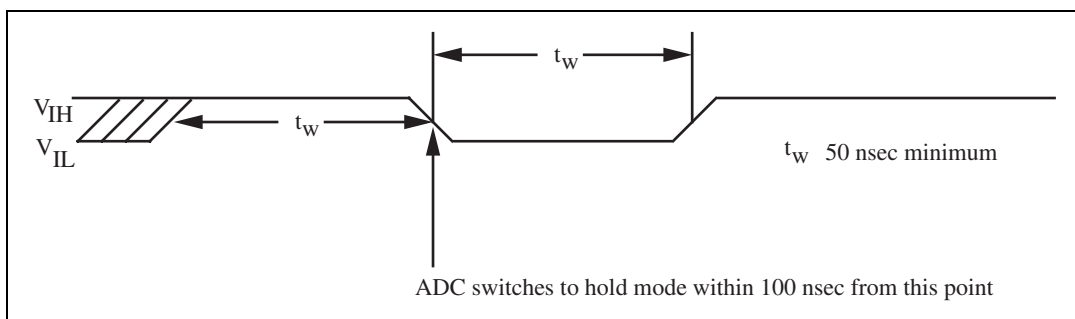 t_w
V_IH
t_w
V_IL
t_w 50 nsec minimum
ADC switches to hold mode within 100 nsec from this point